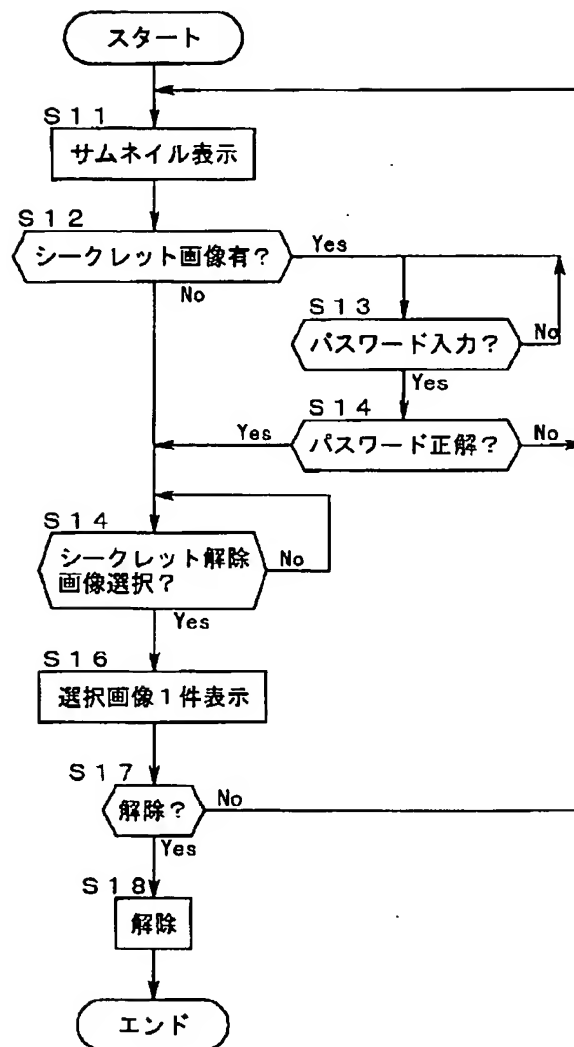 スタート
S11
サムネイル表示
S12
シークレット画像有?
Yes
No
S13
パスワード入力?
No
Yes
S14
パスワード正解?
Yes
No
S14
シークレット解除
画像選択?
No
Yes
S16
選択画像1件表示
S17
解除?
No
Yes
S18
解除
エンド